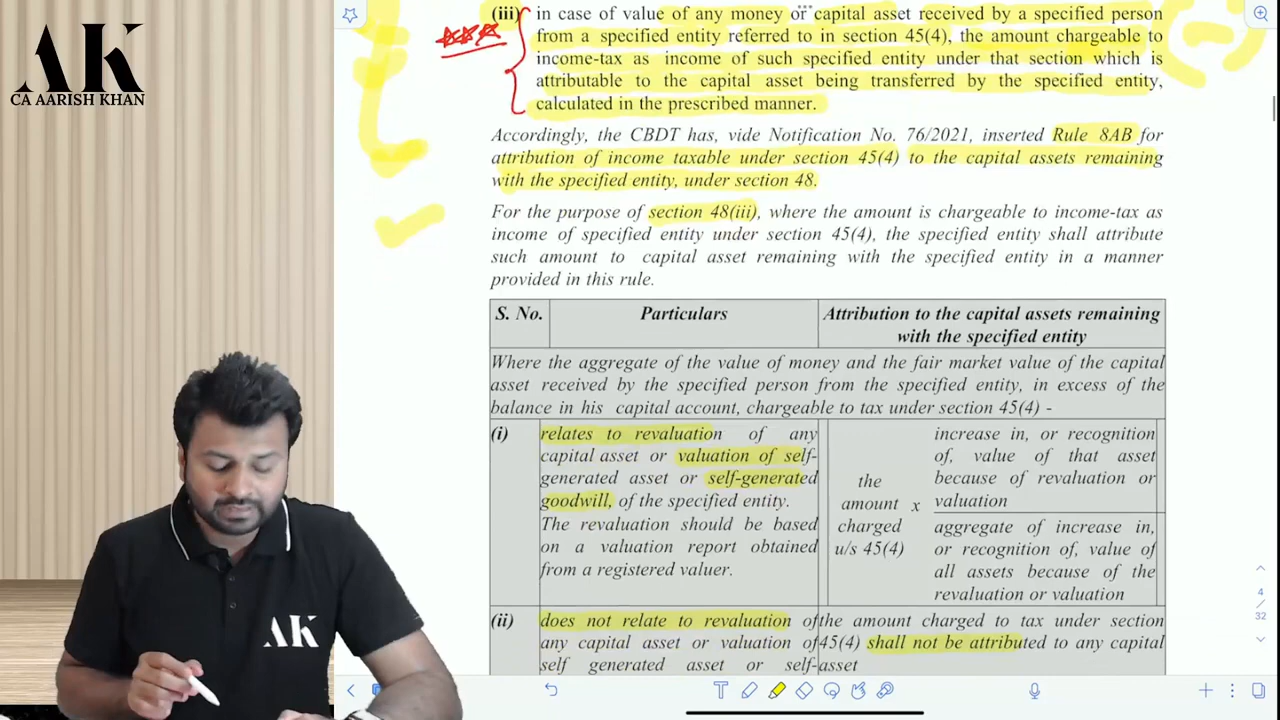 AK
CA AARISH KHAN
AK
(iii) in case of value of any money or capital asset received by a specified person
from a specified entity referred to in section 45(4), the amount chargeable to
income-tax as income of such specified entity under that section which is
attributable to the capital asset being transferred by the specified entity,
calculated in the prescribed manner.
Accordingly, the CBDT has, vide Notification No. 76/2021, inserted Rule 8AB for
attribution of income taxable under section 45(4) to the capital assets remaining
with the specified entity, under section 48.
For the purpose of section 48(iii), where the amount is chargeable to income-tax as
income of specified entity under section 45(4), the specified entity shall attribute
such amount to capital asset remaining with the specified entity in a manner
provided in this rule.
S. No. Particulars Attribution to the capital assets remaining
with the specified entity
Where the aggregate of the value of money and the fair market value of the capital
asset received by the specified person from the specified entity, in excess of the
balance in his capital account, chargeable to tax under section 45(4) -
(i) relates to revaluation of any
capital asset or valuation of self-
generated asset or self-generated
goodwill, of the specified entity.
The revaluation should be based
on a valuation report obtained
from a registered valuer.
the
amount x
charged
u/s 45(4)
increase in, or recognition
of, value of that asset
because of revaluation or
valuation
aggregate of increase in,
or recognition of, value of
all assets because of the
revaluation or valuation
(ii) does not relate to revaluation of
any capital asset or valuation of
self generated asset or self-
the amount charged to tax under section
45(4) shall not be attributed to any capital
asset
4
/
32
T